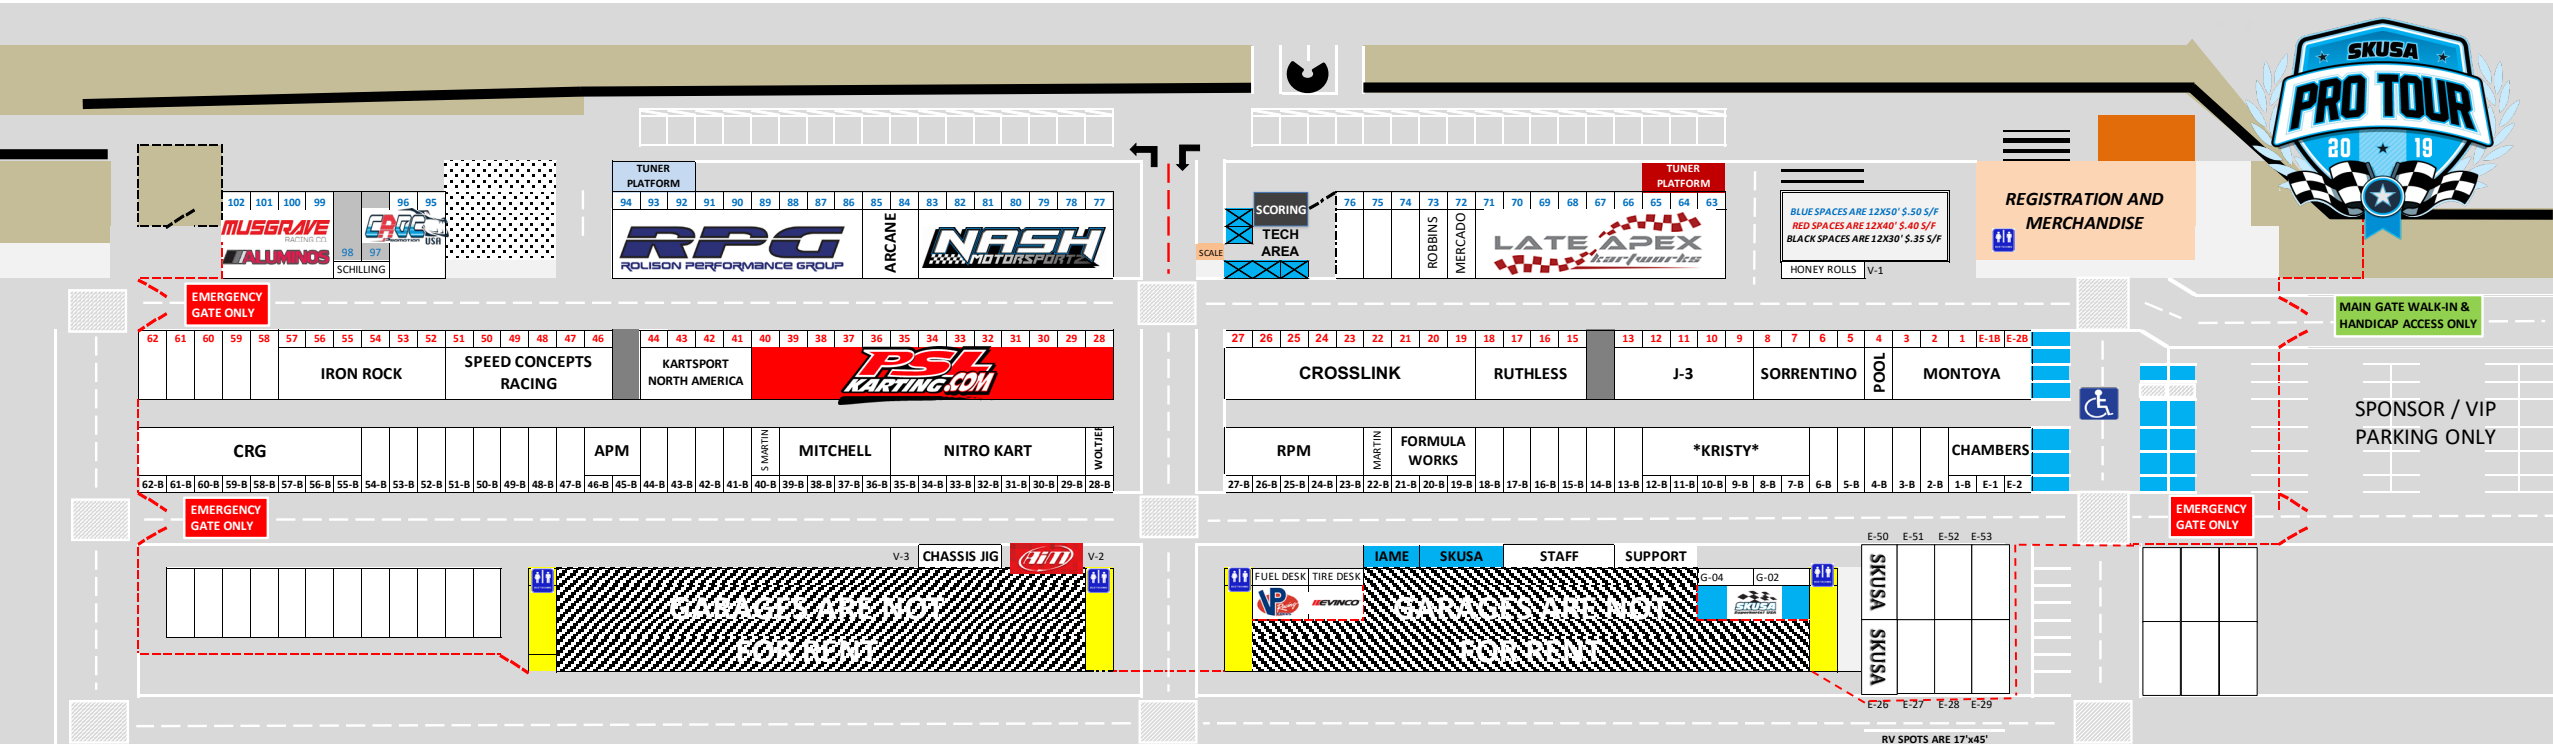 SKUSA
PRO TOUR
20 19
TUNER
PLATFORM
TUNER
PLATFORM
REGISTRATION AND
MERCHANDISE
102 101 100 99 96 95
MUSGRAVE
RACING CO.
ALUMINOS
98 97
CRG
USA
SCHILLING
94 93 92 91 90 89 88 87 86 85 84 83 82 81 80 79 78 77
RPG
ROLISON PERFORMANCE GROUP
ARCANE
NASH
MOTORSPORTZ
SCORING
TECH
AREA
SCALE
76 75 74 73 72 71 70 69 68 67 66 65 64 63
ROBBINS
MERCADO
LATE APEX
kartworks
BLUE SPACES ARE 12X50' $.50 S/F
RED SPACES ARE 12X40' $.40 S/F
BLACK SPACES ARE 12X30' $.35 S/F
HONEY ROLLS V-1
EMERGENCY
GATE ONLY
MAIN GATE WALK-IN &
HANDICAP ACCESS ONLY
62 61 60 59 58 57 56 55 54 53 52 51 50 49 48 47 46 44 43 42 41 40 39 38 37 36 35 34 33 32 31 30 29 28
IRON ROCK
SPEED CONCEPTS
RACING
KARTSPORT
NORTH AMERICA
PSL
KARTING.COM
27 26 25 24 23 22 21 20 19 18 17 16 15 13 12 11 10 9 8 7 6 5 4 3 2 1 E-1B E-2B
CROSSLINK
RUTHLESS
J-3
SORRENTINO
POOL
MONTOYA
SPONSOR / VIP
PARKING ONLY
CRG
APM
S MARTIN
MITCHELL
NITRO KART
WOLTJER
62-B 61-B 60-B 59-B 58-B 57-B 56-B 55-B 54-B 53-B 52-B 51-B 50-B 49-B 48-B 47-B 46-B 45-B 44-B 43-B 42-B 41-B 40-B 39-B 38-B 37-B 36-B 35-B 34-B 33-B 32-B 31-B 30-B 29-B 28-B
RPM
MARTIN
FORMULA
WORKS
*KRISTY*
CHAMBERS
27-B 26-B 25-B 24-B 23-B 22-B 21-B 20-B 19-B 18-B 17-B 16-B 15-B 14-B 13-B 12-B 11-B 10-B 9-B 8-B 7-B 6-B 5-B 4-B 3-B 2-B 1-B E-1 E-2
EMERGENCY
GATE ONLY
EMERGENCY
GATE ONLY
V-3 CHASSIS JIG AiM V-2
GARAGES ARE NOT
FOR RENT
IAME SKUSA STAFF SUPPORT
FUEL DESK TIRE DESK
VP Racing
EVINCO
GARAGES ARE NOT
FOR RENT
G-04 G-02
SKUSA
E-50 E-51 E-52 E-53
SKUSA
SKUSA
E-26 E-27 E-28 E-29
RV SPOTS ARE 17'x45'